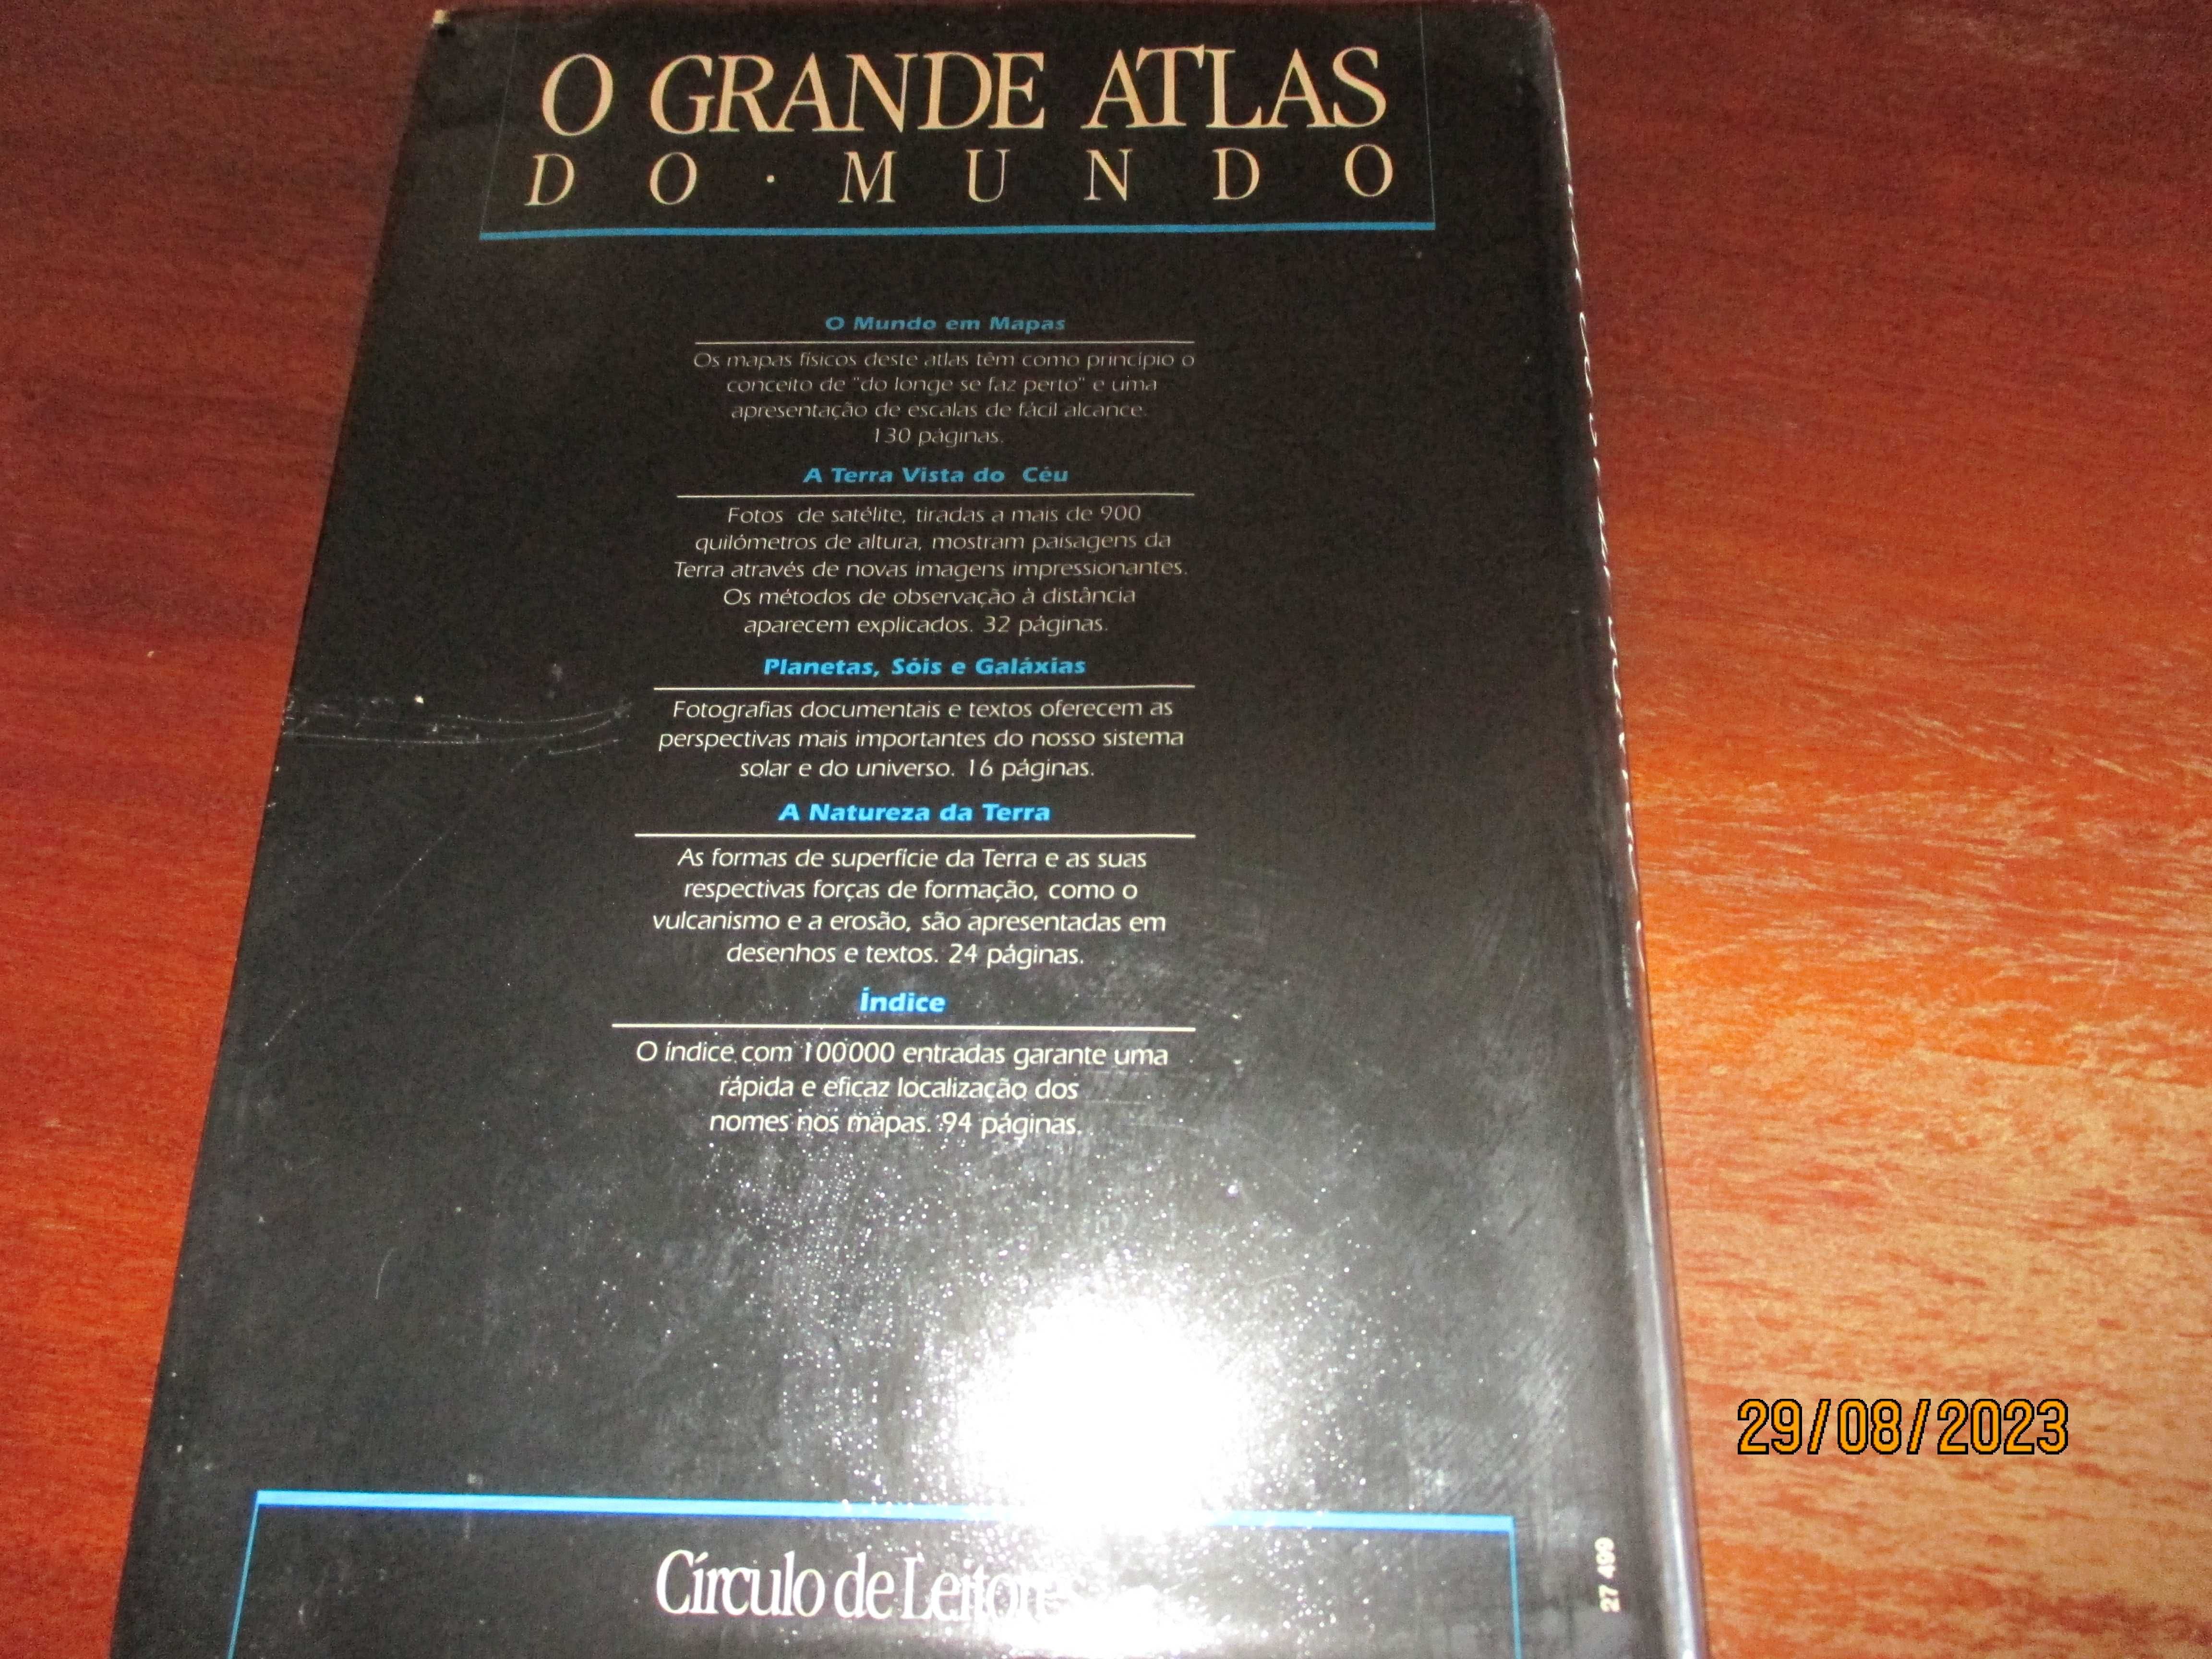 O GRANDE ATLAS
DO · MUNDO
O Mundo em Mapas
Os mapas físicos deste atlas têm como princípio o
conceito de "do longe se faz perto" e uma
apresentação de escalas de fácil alcance.
130 páginas.
A Terra Vista do Céu
Fotos de satélite, tiradas a mais de 900
quilómetros de altura, mostram paisagens da
Terra através de novas imagens impressionantes.
Os métodos de observação à distância
aparecem explicados. 32 páginas.
Planetas, Sóis e Galáxias
Fotografias documentais e textos oferecem as
perspectivas mais importantes do nosso sistema
solar e do universo. 16 páginas.
A Natureza da Terra
As formas de superfície da Terra e as suas
respectivas forças de formação, como o
vulcanismo e a erosão, são apresentadas em
desenhos e textos. 24 páginas.
Índice
O índice com 100000 entradas garante uma
rápida e eficaz localização dos
nomes nos mapas. 94 páginas.
Círculo de Leitores
27 499
29/08/2023